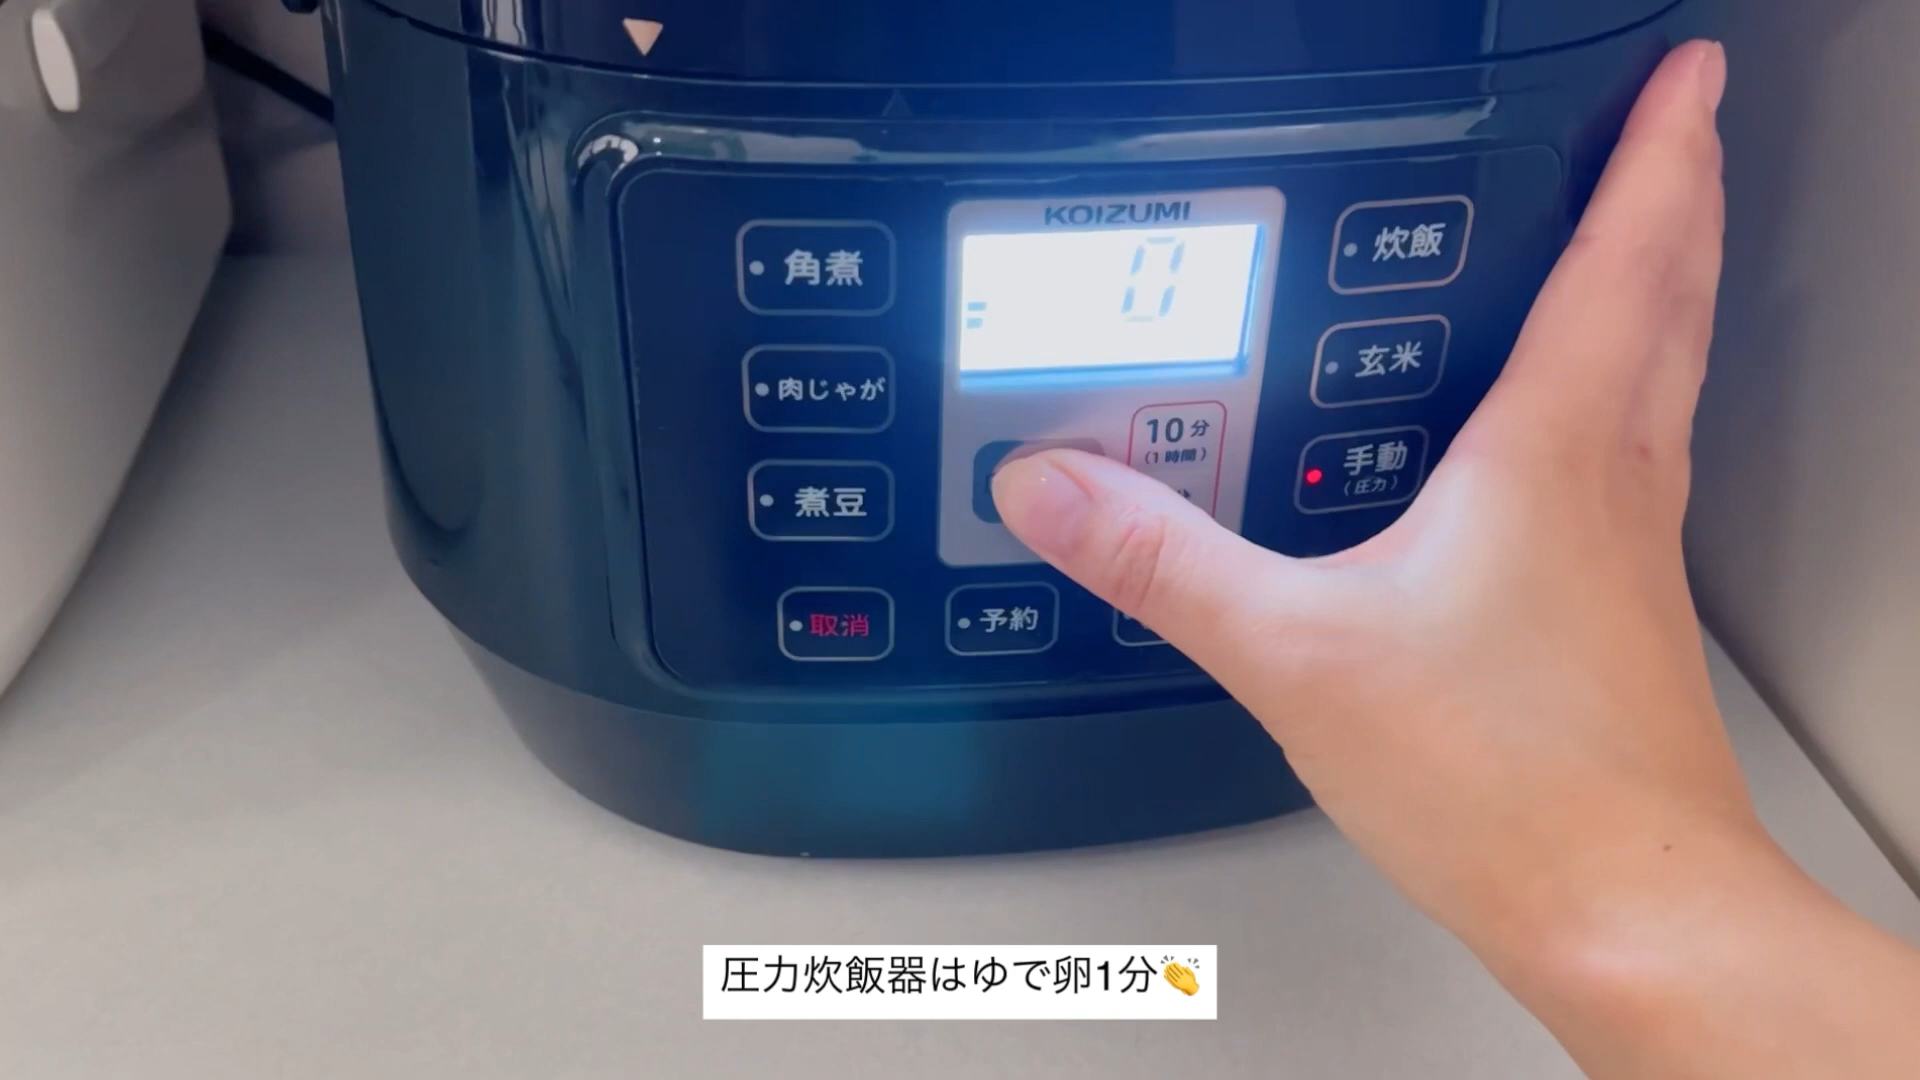 KOIZUMI
0
角煮
肉じゃが
煮豆
取消
予約
10分
(1時間)
炊飯
玄米
手動
(圧力)
圧力炊飯器はゆで卵1分👏